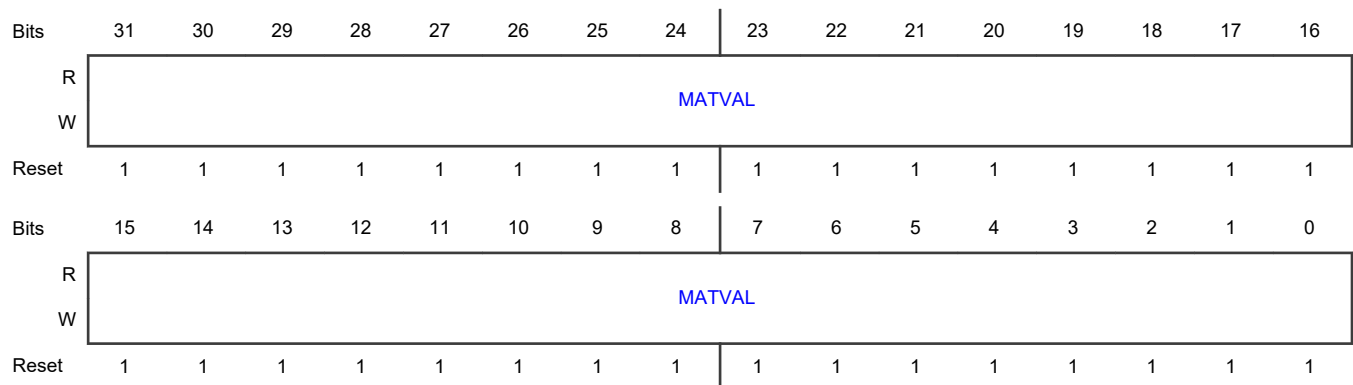 Bits 31 30 29 28 27 26 25 24 23 22 21 20 19 18 17 16
R
MATVAL
W
Reset 1 1 1 1 1 1 1 1 1 1 1 1 1 1 1 1
Bits 15 14 13 12 11 10 9 8 7 6 5 4 3 2 1 0
R
MATVAL
W
Reset 1 1 1 1 1 1 1 1 1 1 1 1 1 1 1 1